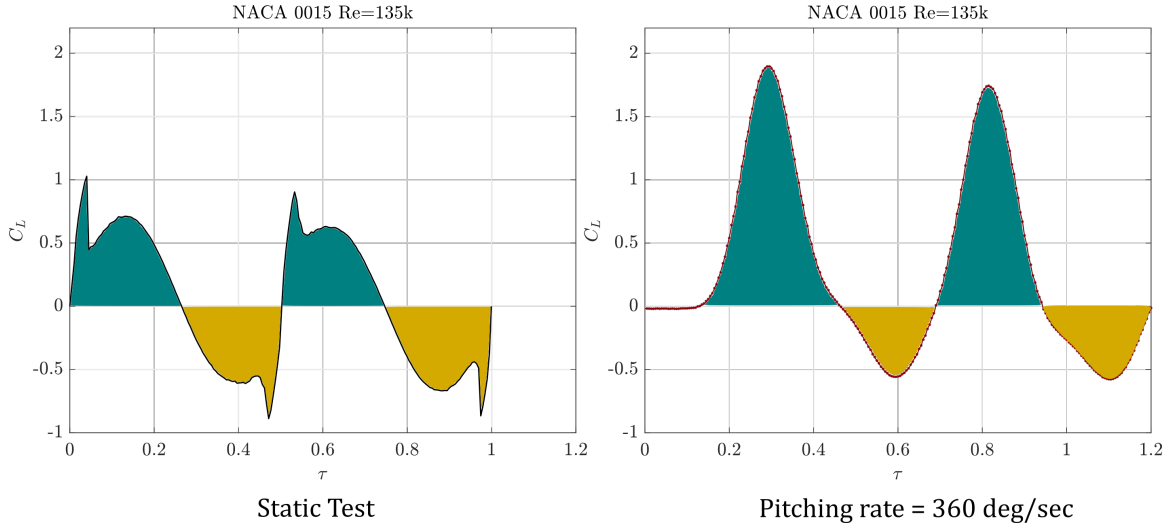 NACA 0015 Re=135k
2
1.5
1
0.5
0
-0.5
-1
C_L
0 0.2 0.4 0.6 0.8 1 1.2
τ
Static Test
NACA 0015 Re=135k
2
1.5
1
0.5
0
-0.5
-1
C_L
0 0.2 0.4 0.6 0.8 1 1.2
τ
Pitching rate = 360 deg/sec